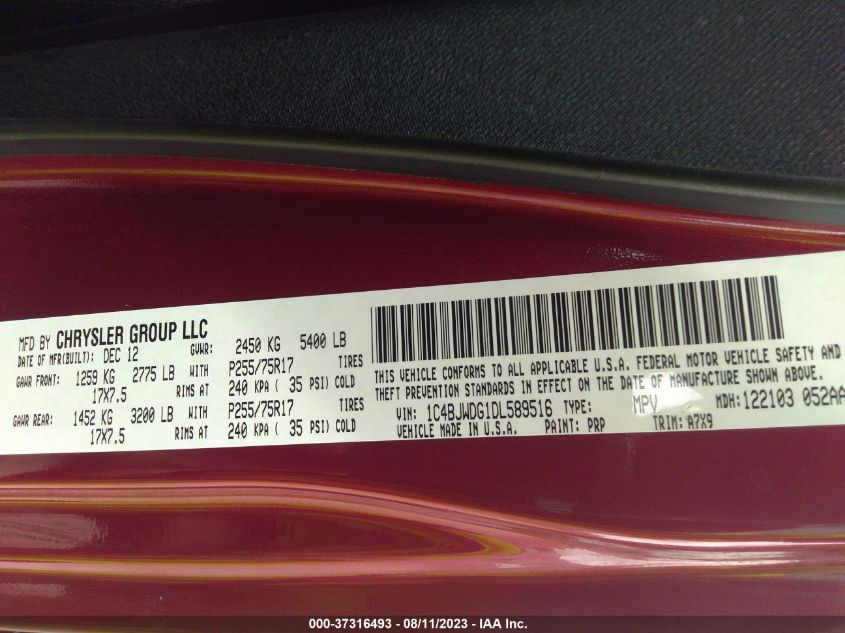 MFD BY CHRYSLER GROUP LLC
DATE OF MFR(BUILT): DEC 12 GVWR: 2450 KG 5400 LB
GAWR FRONT: 1259 KG 2775 LB WITH P255/75R17 TIRES
17X7.5 RIMS AT 240 KPA ( 35 PSI) COLD
GAWR REAR: 1452 KG 3200 LB WITH P255/75R17 TIRES
17X7.5 RIMS AT 240 KPA ( 35 PSI) COLD
THIS VEHICLE CONFORMS TO ALL APPLICABLE U.S.A. FEDERAL MOTOR VEHICLE SAFETY AND
THEFT PREVENTION STANDARDS IN EFFECT ON THE DATE OF MANUFACTURE SHOWN ABOVE.
VIN: 1C4BJWDG1DL589516 TYPE: MPV MDH:122103 052AA
VEHICLE MADE IN U.S.A. PAINT: PRP TRIM: A7X9
000-37316493 - 08/11/2023 - IAA Inc.